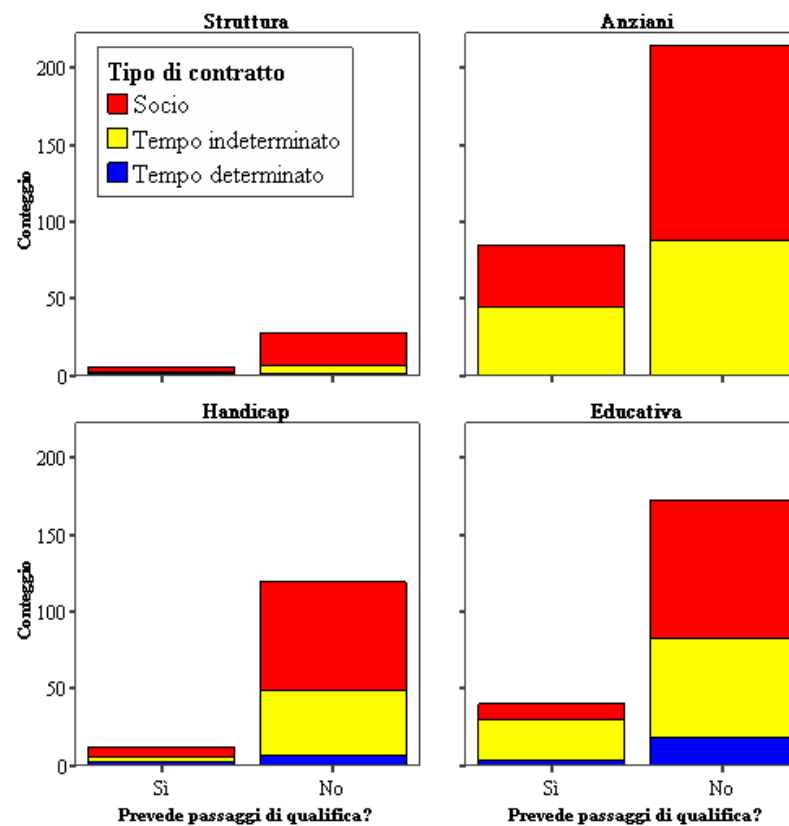 Struttura
Anziani
Tipo di contratto
Socio
Tempo indeterminato
Tempo determinato
200
150
100
50
0
Conteggio
Handicap
Educativa
200
150
100
50
0
Conteggio
Sì
No
Sì
No
Prevede passaggi di qualifica?
Prevede passaggi di qualifica?